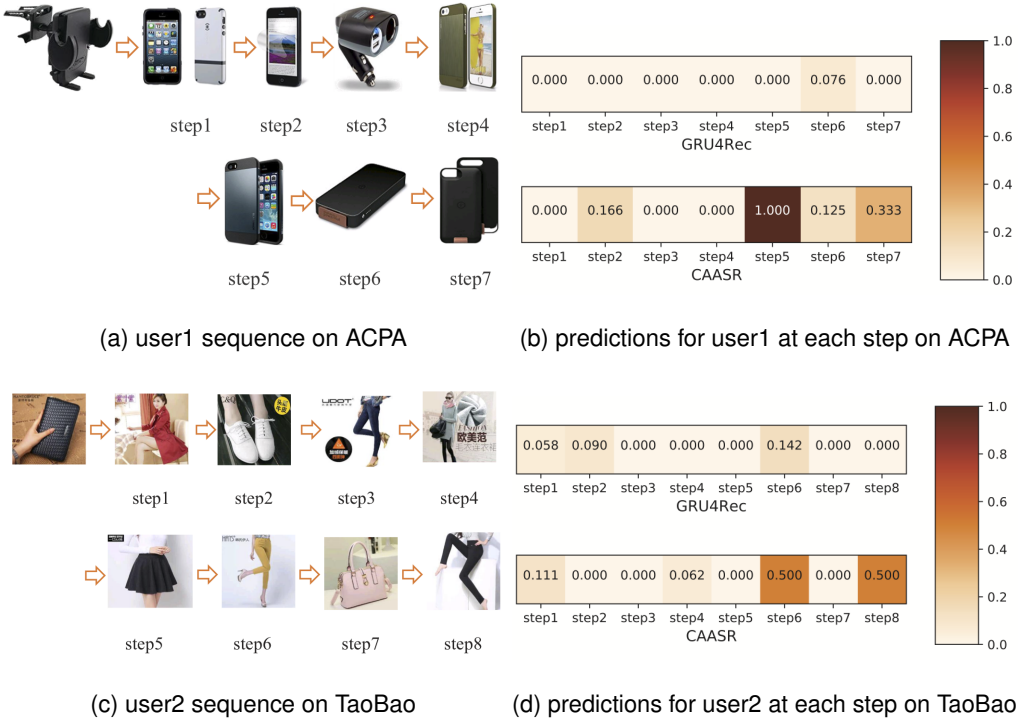 step1 step2 step3 step4
step5 step6 step7
(a) user1 sequence on ACPA
0.000 0.000 0.000 0.000 0.000 0.076 0.000
step1 step2 step3 step4 step5 step6 step7
GRU4Rec
0.000 0.166 0.000 0.000 1.000 0.125 0.333
step1 step2 step3 step4 step5 step6 step7
CAASR
1.0
0.8
0.6
0.4
0.2
0.0
(b) predictions for user1 at each step on ACPA
UDOT
欧美范
step1 step2 step3 step4
step5 step6 step7 step8
(c) user2 sequence on TaoBao
0.058 0.090 0.000 0.000 0.000 0.142 0.000 0.000
step1 step2 step3 step4 step5 step6 step7 step8
GRU4Rec
0.111 0.000 0.000 0.062 0.000 0.500 0.000 0.500
step1 step2 step3 step4 step5 step6 step7 step8
CAASR
1.0
0.8
0.6
0.4
0.2
0.0
(d) predictions for user2 at each step on TaoBao